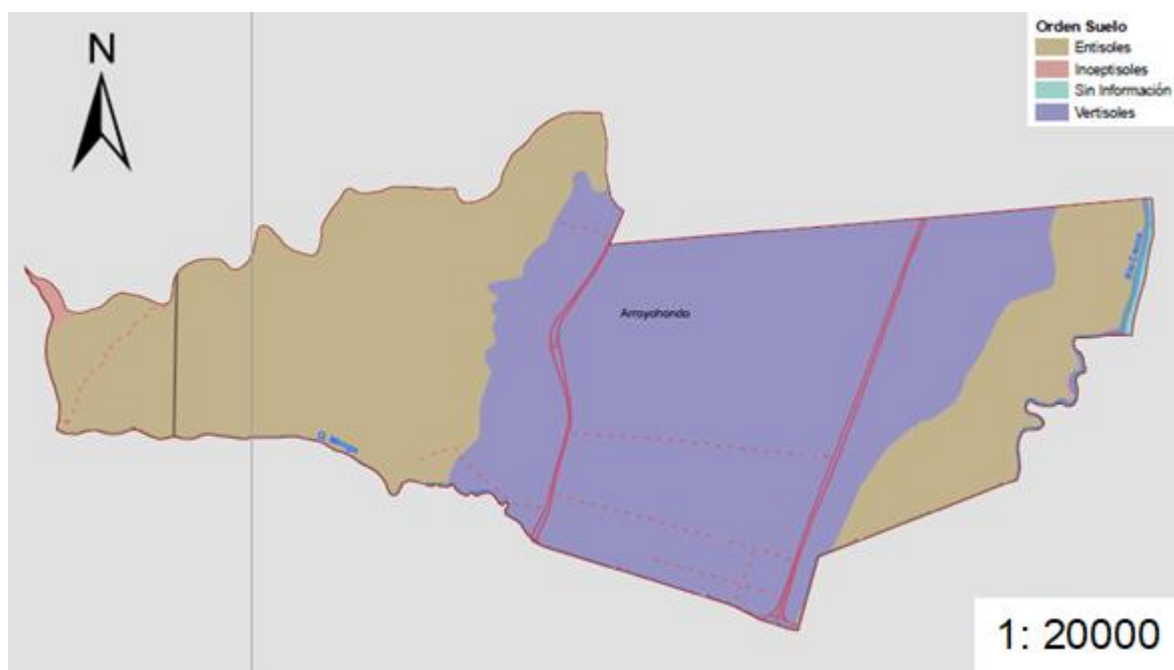 N
Orden Suelo
Entisoles
Inceptisoles
Sin Información
Vertisoles
Arroyohondo
1: 20000